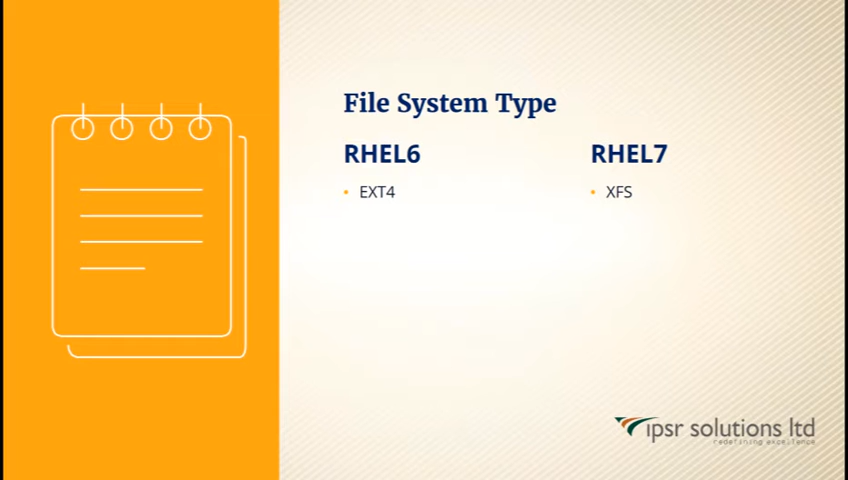 File System Type
RHEL6
RHEL7
• EXT4
• XFS
ipsr solutions ltd
redefining excellence